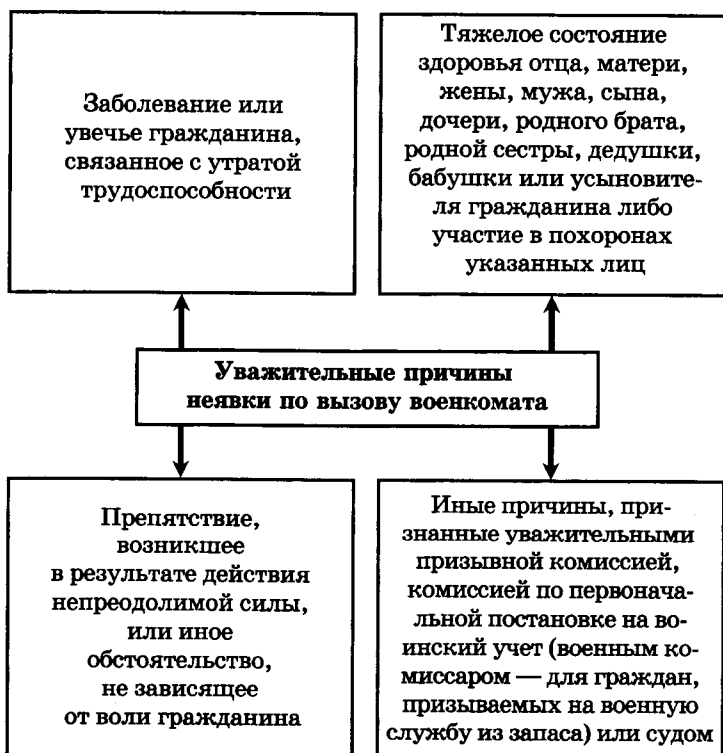 Заболевание или
увечье гражданина,
связанное с утратой
трудоспособности
Тяжелое состояние
здоровья отца, матери,
жены, мужа, сына,
дочери, родного брата,
родной сестры, дедушки,
бабушки или усыновите-
ля гражданина либо
участие в похоронах
указанных лиц
Уважительные причины
неявки по вызову военкомата
Препятствие,
возникшее
в результате действия
непреодолимой силы,
или иное
обстоятельство,
не зависящее
от воли гражданина
Иные причины, при-
знанные уважительными
призывной комиссией,
комиссией по первонача-
альной постановке на во-
инский учет (военным ко-
миссаром — для граждан,
призываемых на военную
службу из запаса) или судом